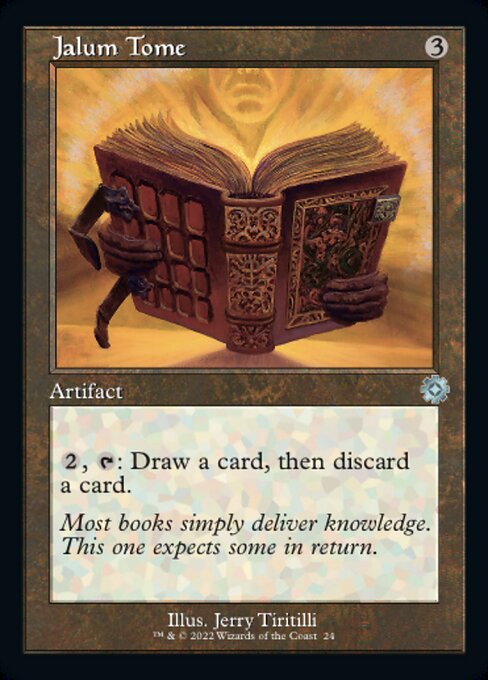 Jalum Tome 3
Artifact
2, T: Draw a card, then discard
a card.
Most books simply deliver knowledge.
This one expects some in return.
Illus. Jerry Tiritilli
™ & © 2022 Wizards of the Coast 24